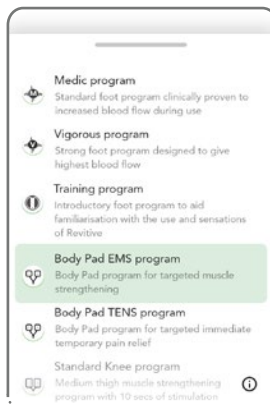 Medic program
Standard foot program clinically proven to
increased blood flow during use
Vigorous program
Strong foot program designed to give
highest blood flow
Training program
Introductory foot program to aid
familiarisation with the use and sensations
of Revitive
Body Pad EMS program
Body Pad program for targeted muscle
strengthening
Body Pad TENS program
Body Pad program for targeted immediate
temporary pain relief
Standard Knee program
Medium thigh muscle strengthening
program with 10 secs of stimulation